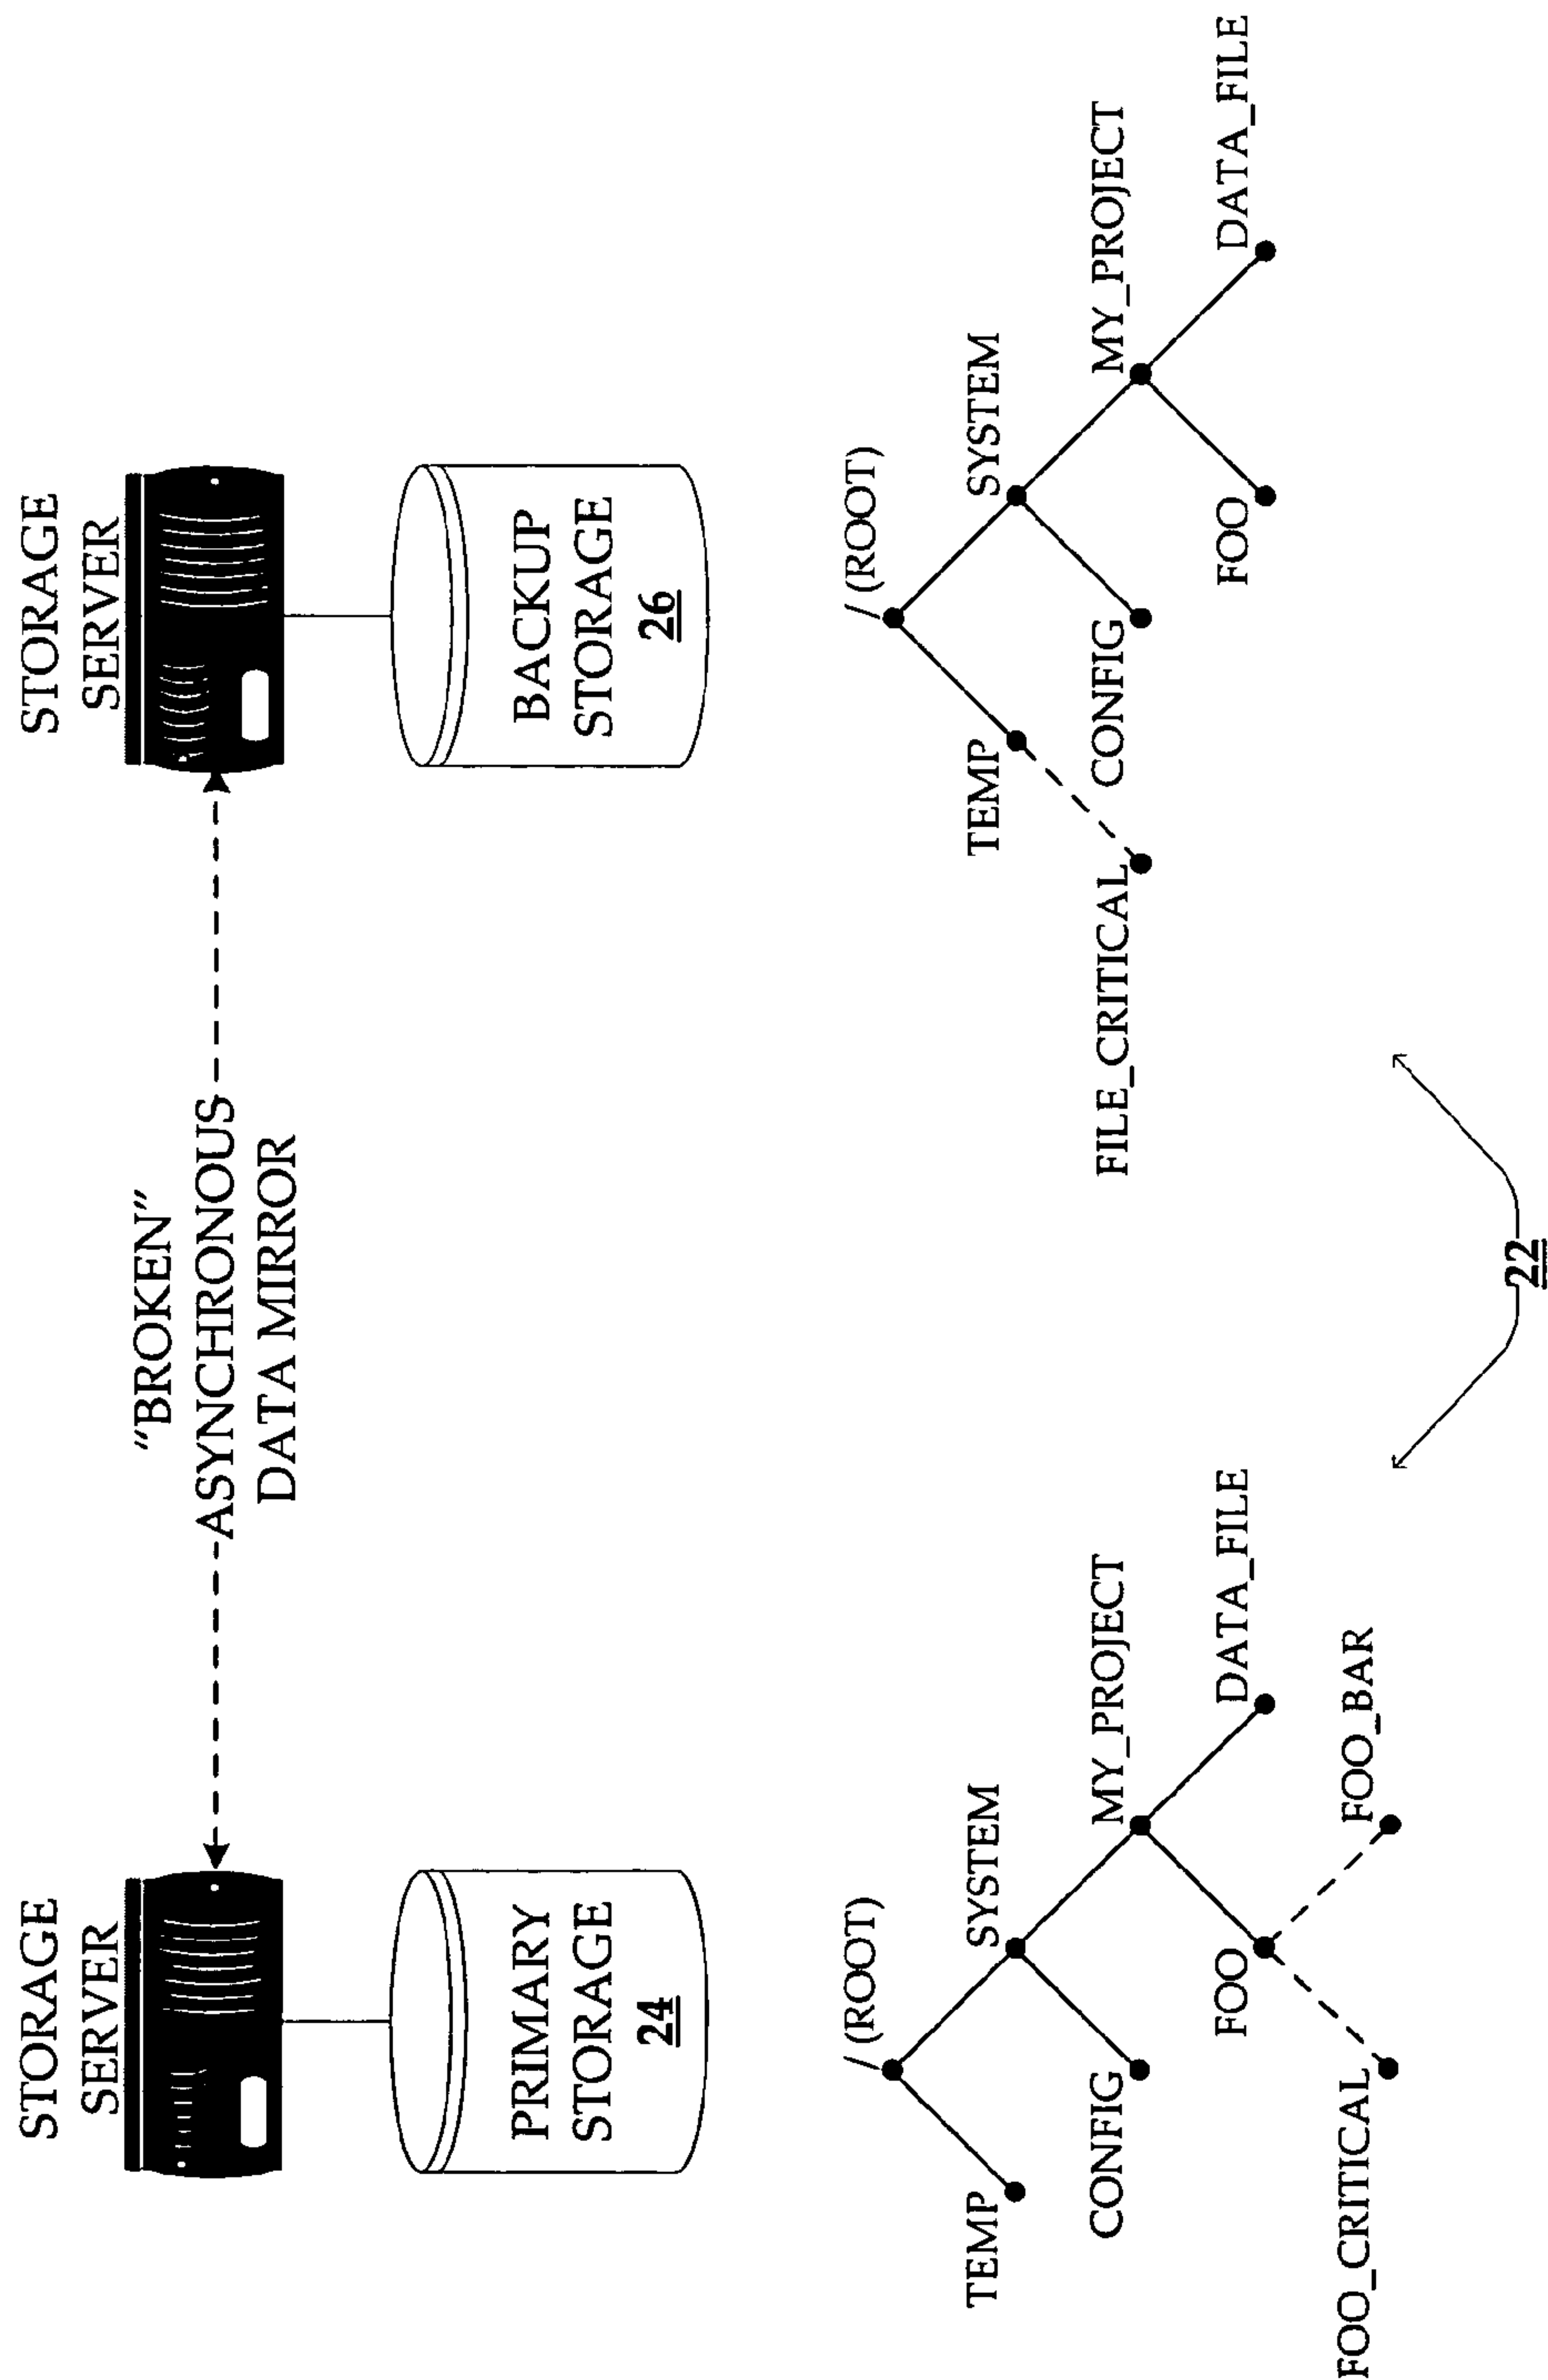 STORAGE
SERVER
"BROKEN"
ASYNCHRONOUS
DATA MIRROR
STORAGE
SERVER
PRIMARY
STORAGE
24
BACKUP
STORAGE
26
/ (ROOT)
TEMP
SYSTEM
CONFIG
MY_PROJECT
FOO
DATA_FILE
FOO_CRITICAL
FOO_BAR
/ (ROOT)
TEMP
SYSTEM
FILE_CRITICAL
CONFIG
MY_PROJECT
FOO
DATA_FILE
22